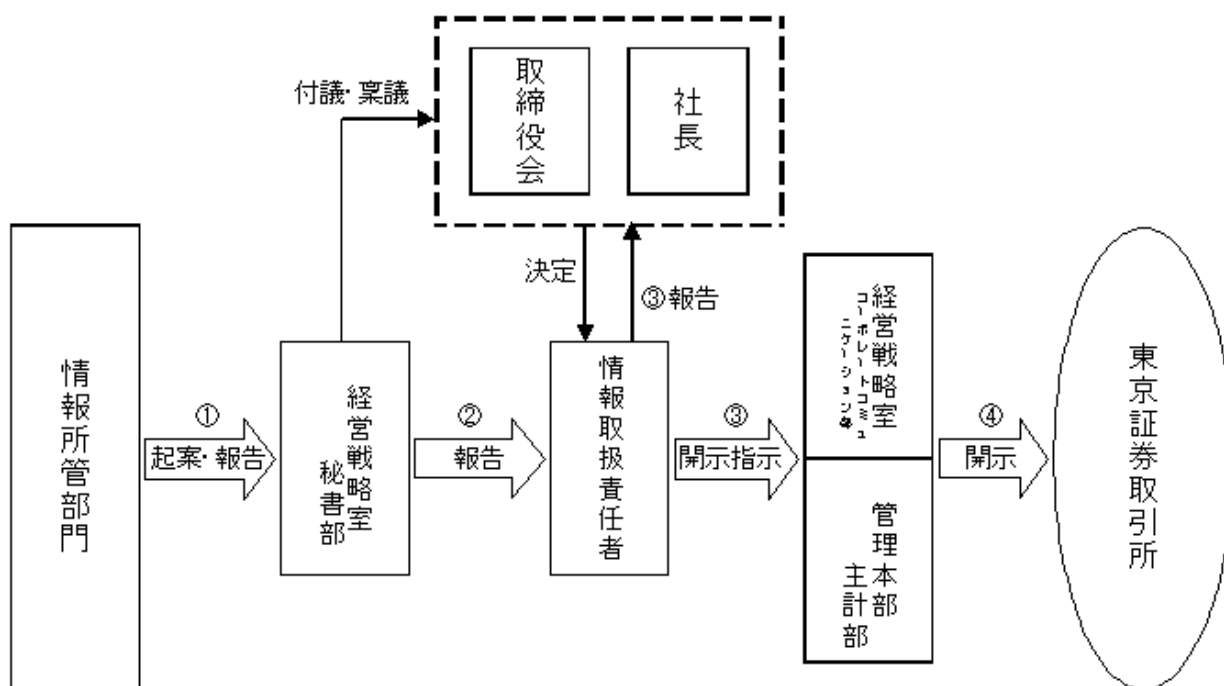 取締役会
社長
付議・稟議
決定
③報告
情報所管部門
①
起案・報告
経営戦略室
秘書部
②
報告
情報取扱責任者
③
開示指示
経営戦略室
コーポレートコミュ
ニケーション部
管理本部
主計部
④
開示
東京証券取引所